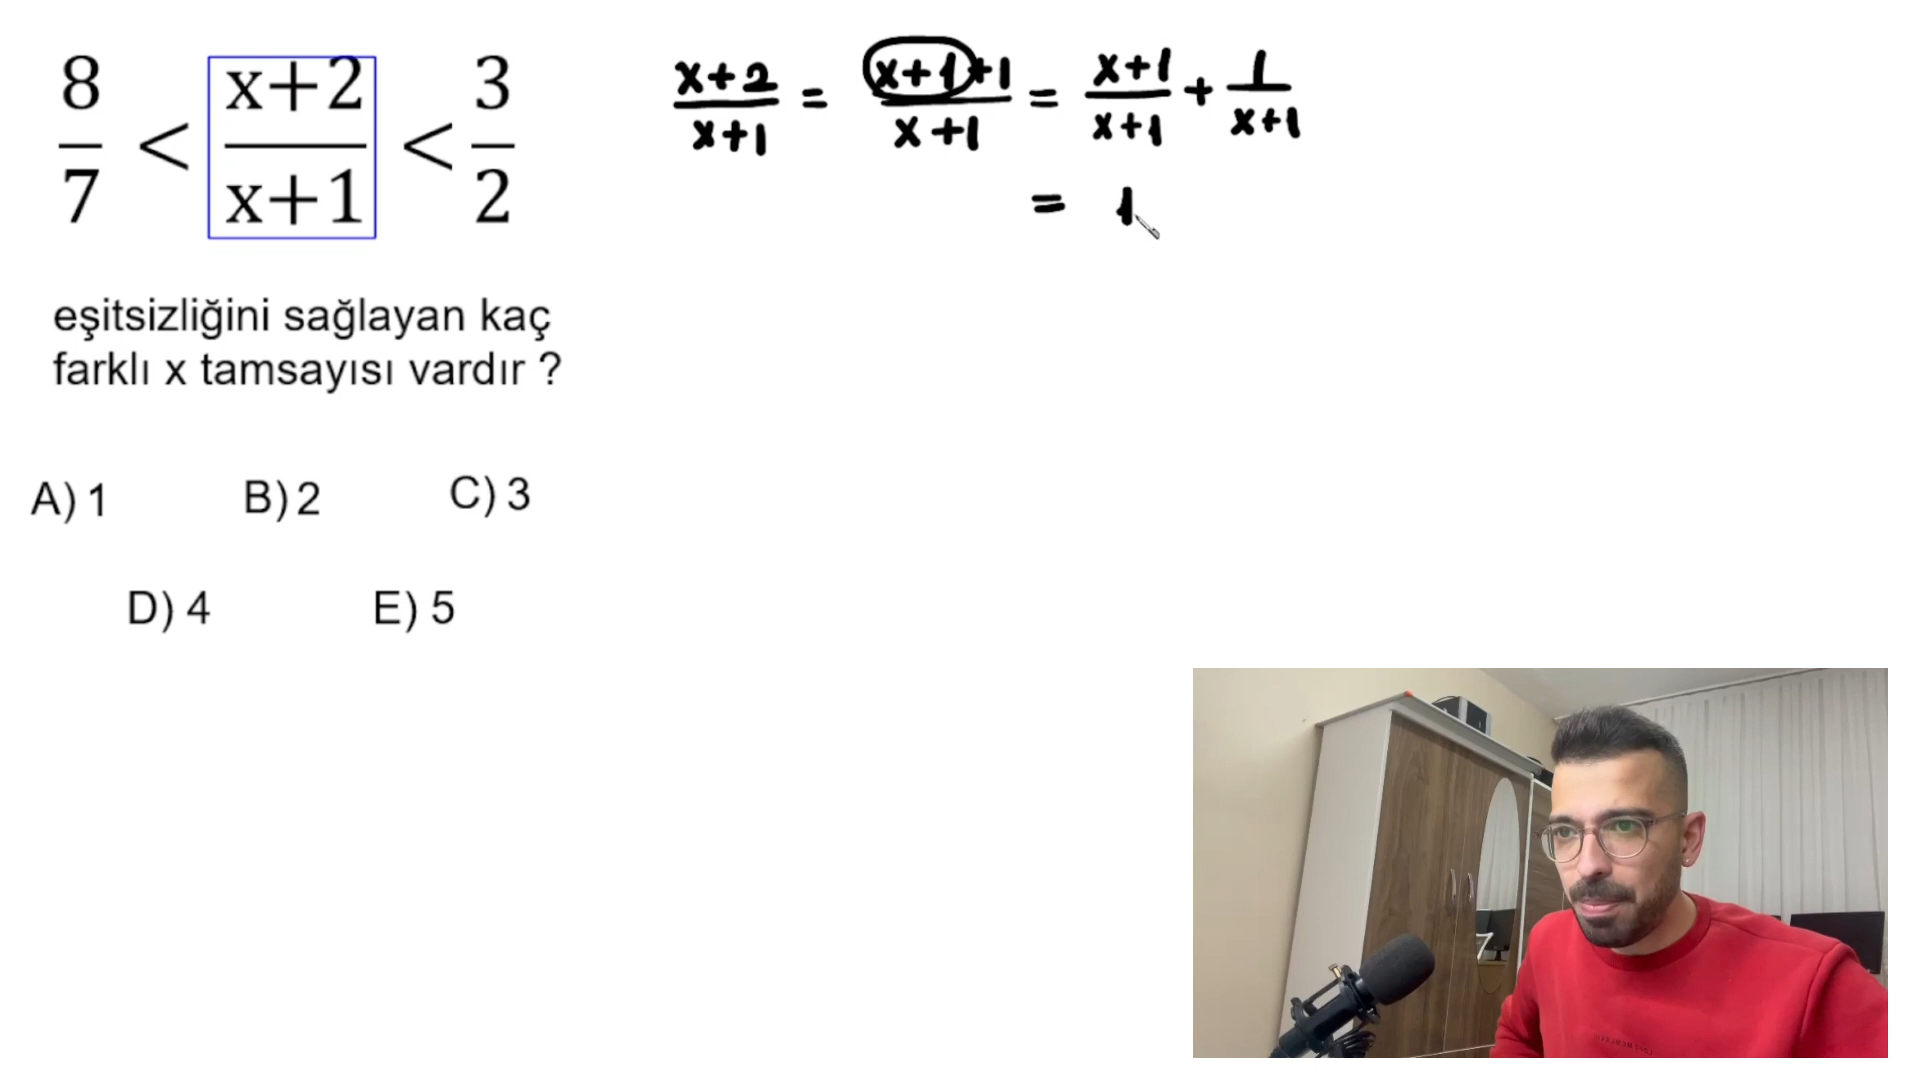 8/7 < (x+2)/(x+1) < 3/2
eşitsizliğini sağlayan kaç
farklı x tamsayısı vardır ?
A) 1 B) 2 C) 3
D) 4 E) 5
(x+2)/(x+1) = (x+1+1)/(x+1) = (x+1)/(x+1) + 1/(x+1)
= 1